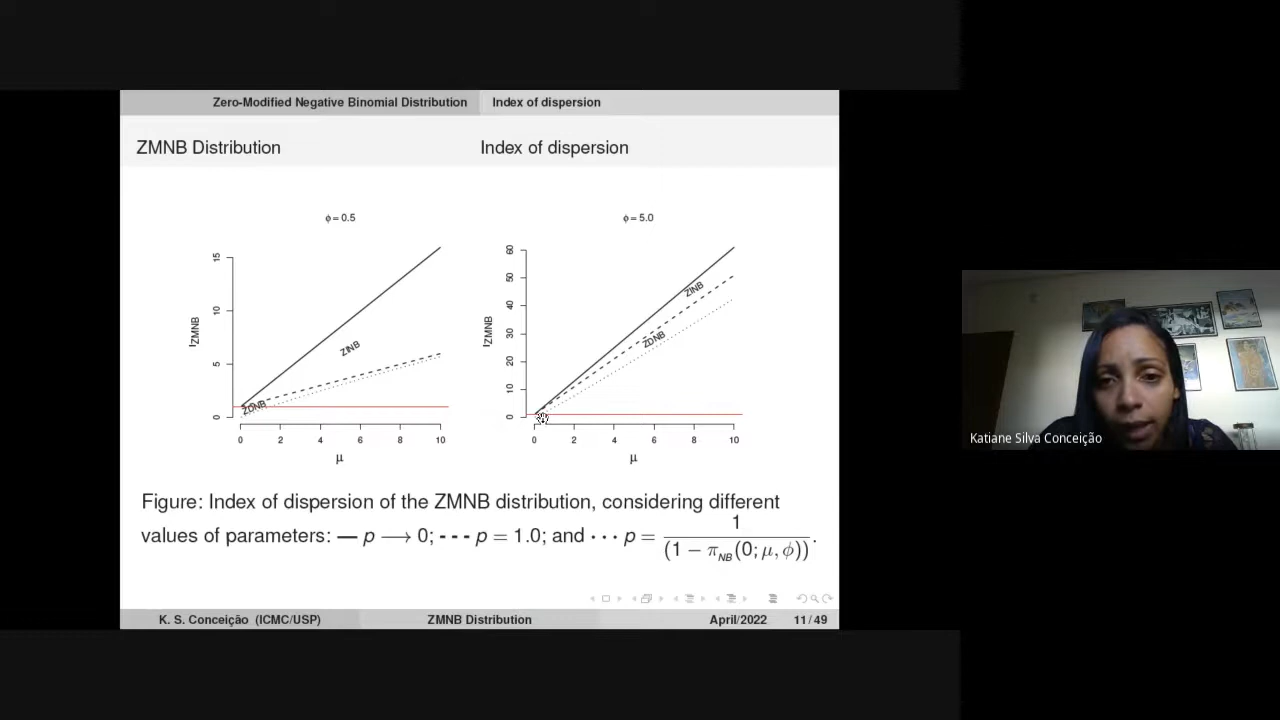 Zero-Modified Negative Binomial Distribution Index of dispersion
ZMNB Distribution Index of dispersion
ϕ = 0.5
15
10
5
0
I_ZMNB
ZINB
ZDNB
0 2 4 6 8 10
μ
ϕ = 5.0
60
50
40
30
20
10
0
I_ZMNB
ZINB
ZDNB
0 2 4 6 8 10
μ
Figure: Index of dispersion of the ZMNB distribution, considering different
values of parameters: — p ⟶ 0; - - - p = 1.0; and ··· p = 1 / (1 − π_NB(0; μ, ϕ)).
K. S. Conceição (ICMC/USP) ZMNB Distribution April/2022 11/49
Katiane Silva Conceição